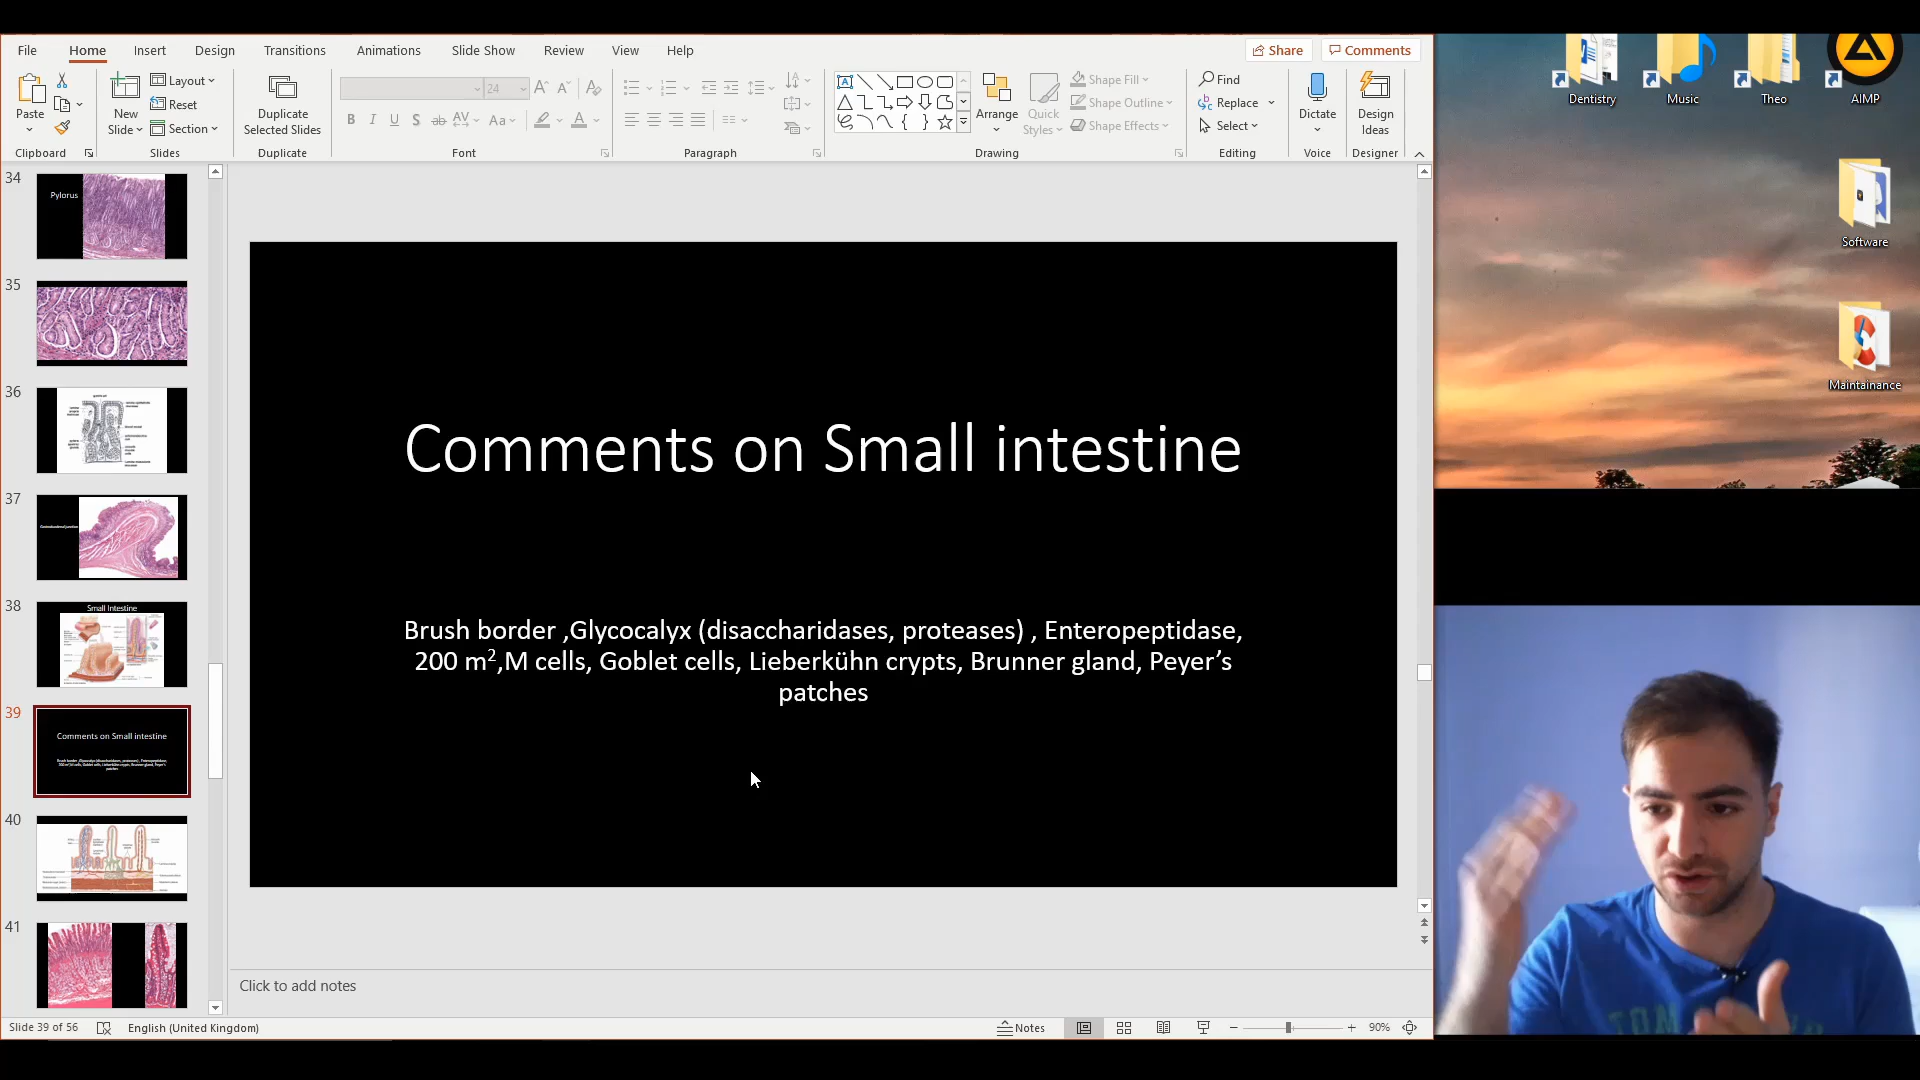 File Home Insert Design Transitions Animations Slide Show Review View Help Share Comments
Paste
New Slide
Layout
Reset
Section
Duplicate Selected Slides
24
Arrange
Quick Styles
Shape Fill
Shape Outline
Shape Effects
Find
Replace
Select
Dictate
Design Ideas
Clipboard Slides Duplicate Font Paragraph Drawing Editing Voice Designer
34
Pylorus
35
36
37
38
Small Intestine
39
Comments on Small intestine
40
41
Comments on Small intestine
Brush border ,Glycocalyx (disaccharidases, proteases) , Enteropeptidase,
200 m²,M cells, Goblet cells, Lieberkühn crypts, Brunner gland, Peyer’s
patches
Click to add notes
Slide 39 of 56 English (United Kingdom) Notes 90%
Dentistry Music Theo AIMP
Software
Maintainance